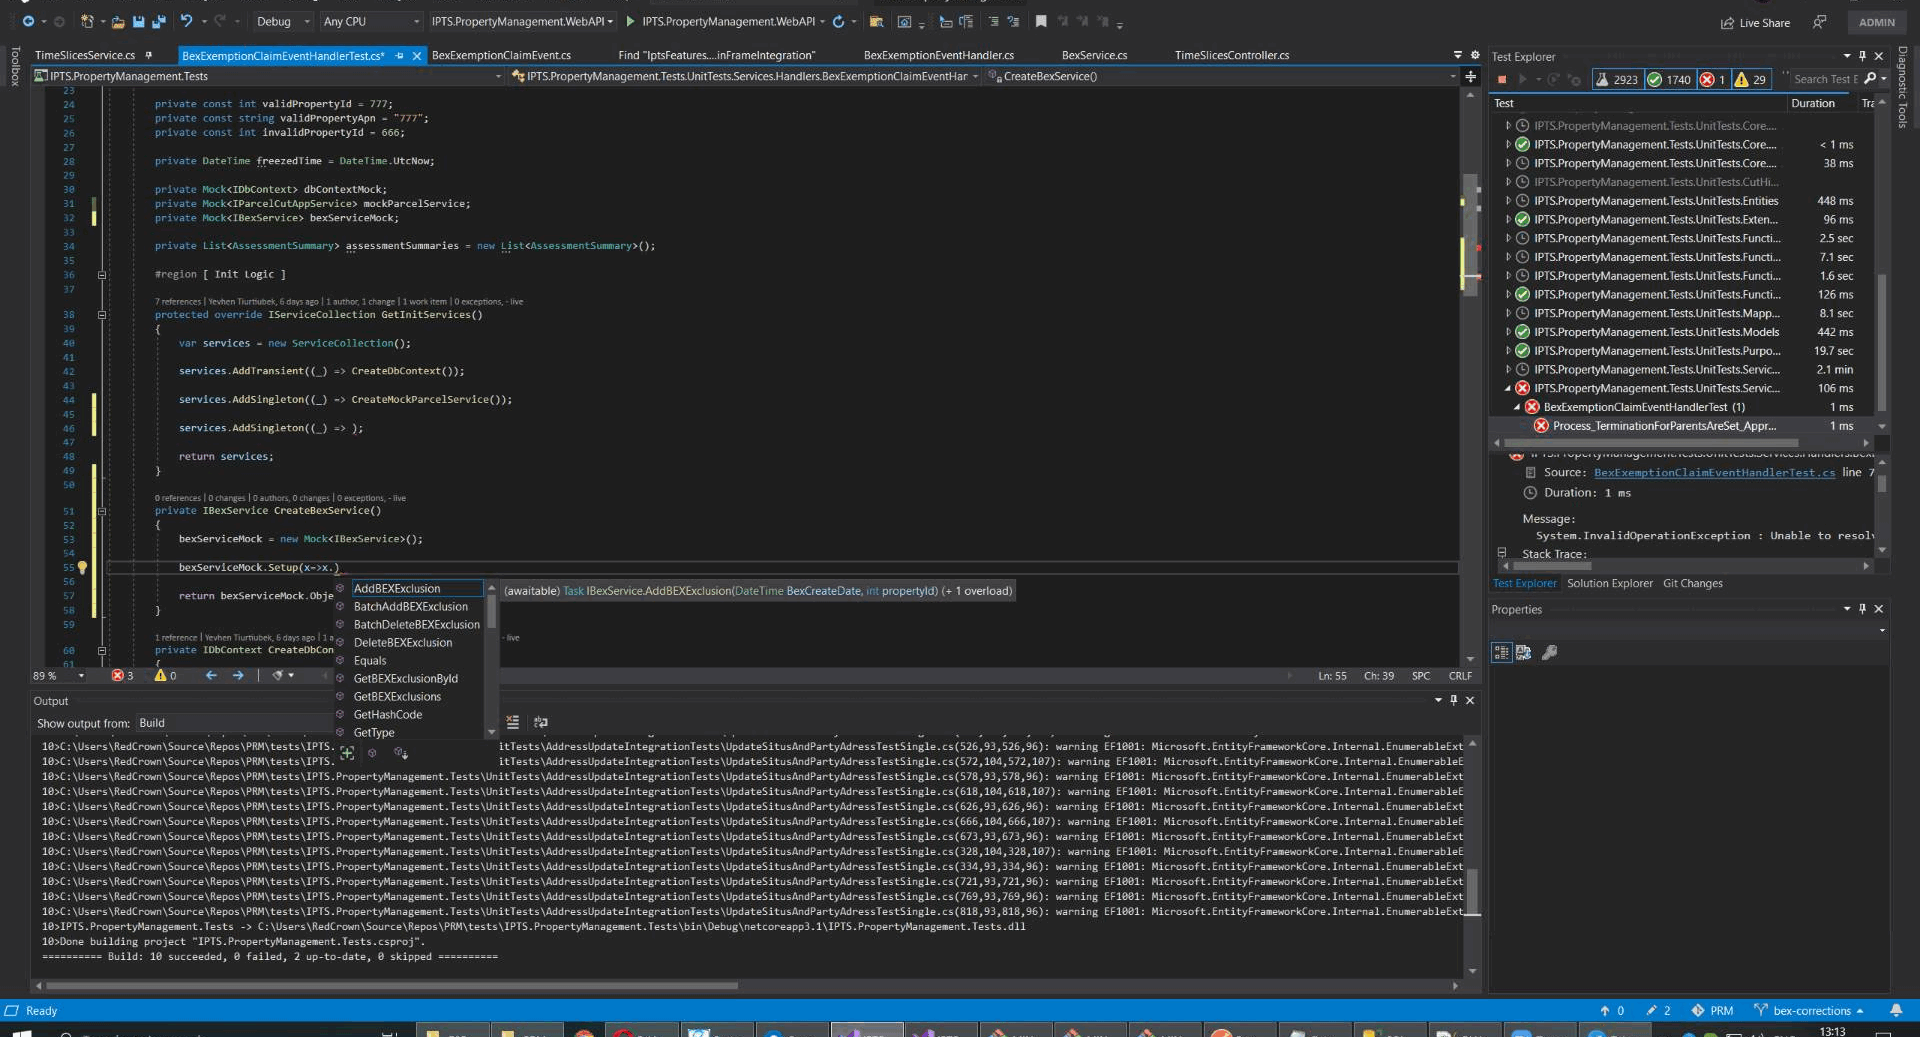 Debug
Any CPU
IPTS.PropertyManagement.WebAPI
IPTS.PropertyManagement.WebAPI
Live Share
ADMIN
Toolbox
TimeSlicesService.cs
BexExemptionClaimEventHandlerTest.cs*
BexExemptionClaimEvent.cs
Find "IptsFeatures....inFrameIntegration"
BexExemptionEventHandler.cs
BexService.cs
TimeSlicesController.cs
IPTS.PropertyManagement.Tests
IPTS.PropertyManagement.Tests.UnitTests.Services.Handlers.BexExemptionClaimEventHar
CreateBexService()
23
24 private const int validPropertyId = 777;
25 private const string validPropertyApn = "777";
26 private const int invalidPropertyId = 666;
27
28 private DateTime freezedTime = DateTime.UtcNow;
29
30 private Mock<IDbContext> dbContextMock;
31 private Mock<IParcelCutAppService> mockParcelService;
32 private Mock<IBexService> bexServiceMock;
33
34 private List<AssessmentSummary> assessmentSummaries = new List<AssessmentSummary>();
35
36 #region [ Init Logic ]
37
7 references | Yevhen Tiurtiubek, 6 days ago | 1 author, 1 change | 1 work item | 0 exceptions, - live
38 protected override IServiceCollection GetInitServices()
39 {
40 var services = new ServiceCollection();
41
42 services.AddTransient((_) => CreateDbContext());
43
44 services.AddSingleton((_) => CreateMockParcelService());
45
46 services.AddSingleton((_) => );
47
48 return services;
49 }
50
0 references | 0 changes | 0 authors, 0 changes | 0 exceptions, - live
51 private IBexService CreateBexService()
52 {
53 bexServiceMock = new Mock<IBexService>();
54
55 bexServiceMock.Setup(x=>x.)
56
57 return bexServiceMock.Obje
58 }
59
1 reference | Yevhen Tiurtiubek, 6 days ago | 1 a
- live
60 private IDbContext CreateDbCon
61 {
AddBEXExclusion
BatchAddBEXExclusion
BatchDeleteBEXExclusion
DeleteBEXExclusion
Equals
GetBEXExclusionById
GetBEXExclusions
GetHashCode
GetType
(awaitable) Task IBexService.AddBEXExclusion(DateTime BexCreateDate, int propertyId) (+ 1 overload)
89 %
3
0
Ln: 55
Ch: 39
SPC
CRLF
Output
Show output from: Build
10>C:\Users\RedCrown\Source\Repos\PRM\tests\IPTS. itTests\AddressUpdateIntegrationTests\UpdateSitusAndPartyAdressTestSingle.cs(526,93,526,96): warning EF1001: Microsoft.EntityFrameworkCore.Internal.EnumerableExt
10>C:\Users\RedCrown\Source\Repos\PRM\tests\IPTS. itTests\AddressUpdateIntegrationTests\UpdateSitusAndPartyAdressTestSingle.cs(572,104,572,107): warning EF1001: Microsoft.EntityFrameworkCore.Internal.EnumerableE
10>C:\Users\RedCrown\Source\Repos\PRM\tests\IPTS.PropertyManagement.Tests\UnitTests\AddressUpdateIntegrationTests\UpdateSitusAndPartyAdressTestSingle.cs(578,93,578,96): warning EF1001: Microsoft.EntityFrameworkCore.Internal.EnumerableExt
10>C:\Users\RedCrown\Source\Repos\PRM\tests\IPTS.PropertyManagement.Tests\UnitTests\AddressUpdateIntegrationTests\UpdateSitusAndPartyAdressTestSingle.cs(618,104,618,107): warning EF1001: Microsoft.EntityFrameworkCore.Internal.EnumerableE
10>C:\Users\RedCrown\Source\Repos\PRM\tests\IPTS.PropertyManagement.Tests\UnitTests\AddressUpdateIntegrationTests\UpdateSitusAndPartyAdressTestSingle.cs(626,93,626,96): warning EF1001: Microsoft.EntityFrameworkCore.Internal.EnumerableExt
10>C:\Users\RedCrown\Source\Repos\PRM\tests\IPTS.PropertyManagement.Tests\UnitTests\AddressUpdateIntegrationTests\UpdateSitusAndPartyAdressTestSingle.cs(666,104,666,107): warning EF1001: Microsoft.EntityFrameworkCore.Internal.EnumerableE
10>C:\Users\RedCrown\Source\Repos\PRM\tests\IPTS.PropertyManagement.Tests\UnitTests\AddressUpdateIntegrationTests\UpdateSitusAndPartyAdressTestSingle.cs(673,93,673,96): warning EF1001: Microsoft.EntityFrameworkCore.Internal.EnumerableExt
10>C:\Users\RedCrown\Source\Repos\PRM\tests\IPTS.PropertyManagement.Tests\UnitTests\AddressUpdateIntegrationTests\UpdateSitusAndPartyAdressTestSingle.cs(328,104,328,107): warning EF1001: Microsoft.EntityFrameworkCore.Internal.EnumerableE
10>C:\Users\RedCrown\Source\Repos\PRM\tests\IPTS.PropertyManagement.Tests\UnitTests\AddressUpdateIntegrationTests\UpdateSitusAndPartyAdressTestSingle.cs(334,93,334,96): warning EF1001: Microsoft.EntityFrameworkCore.Internal.EnumerableExt
10>C:\Users\RedCrown\Source\Repos\PRM\tests\IPTS.PropertyManagement.Tests\UnitTests\AddressUpdateIntegrationTests\UpdateSitusAndPartyAdressTestSingle.cs(721,93,721,96): warning EF1001: Microsoft.EntityFrameworkCore.Internal.EnumerableExt
10>C:\Users\RedCrown\Source\Repos\PRM\tests\IPTS.PropertyManagement.Tests\UnitTests\AddressUpdateIntegrationTests\UpdateSitusAndPartyAdressTestSingle.cs(769,93,769,96): warning EF1001: Microsoft.EntityFrameworkCore.Internal.EnumerableExt
10>C:\Users\RedCrown\Source\Repos\PRM\tests\IPTS.PropertyManagement.Tests\UnitTests\AddressUpdateIntegrationTests\UpdateSitusAndPartyAdressTestSingle.cs(818,93,818,96): warning EF1001: Microsoft.EntityFrameworkCore.Internal.EnumerableExt
10>IPTS.PropertyManagement.Tests -> C:\Users\RedCrown\Source\Repos\PRM\tests\IPTS.PropertyManagement.Tests\bin\Debug\netcoreapp3.1\IPTS.PropertyManagement.Tests.dll
10>Done building project "IPTS.PropertyManagement.Tests.csproj".
========== Build: 10 succeeded, 0 failed, 2 up-to-date, 0 skipped ==========
Test Explorer
2923
1740
1
29
Search Test E
Test Duration Tra
IPTS.PropertyManagement.Tests.UnitTests.Core....
IPTS.PropertyManagement.Tests.UnitTests.Core.... < 1 ms
IPTS.PropertyManagement.Tests.UnitTests.Core.... 38 ms
IPTS.PropertyManagement.Tests.UnitTests.CutHi...
IPTS.PropertyManagement.Tests.UnitTests.Entities 448 ms
IPTS.PropertyManagement.Tests.UnitTests.Exten... 96 ms
IPTS.PropertyManagement.Tests.UnitTests.Functi... 2.5 sec
IPTS.PropertyManagement.Tests.UnitTests.Functi... 7.1 sec
IPTS.PropertyManagement.Tests.UnitTests.Functi... 1.6 sec
IPTS.PropertyManagement.Tests.UnitTests.Functi... 126 ms
IPTS.PropertyManagement.Tests.UnitTests.Mapp... 8.1 sec
IPTS.PropertyManagement.Tests.UnitTests.Models 442 ms
IPTS.PropertyManagement.Tests.UnitTests.Purpo... 19.7 sec
IPTS.PropertyManagement.Tests.UnitTests.Servic... 2.1 min
IPTS.PropertyManagement.Tests.UnitTests.Servic... 106 ms
BexExemptionClaimEventHandlerTest (1) 1 ms
Process_TerminationForParentsAreSet_Appr... 1 ms
IPTS.PropertyManagement.Tests.UnitTests.Services.Handlers.Bex
Source: BexExemptionClaimEventHandlerTest.cs line 7
Duration: 1 ms
Message:
System.InvalidOperationException : Unable to resolv
Stack Trace:
Test Explorer Solution Explorer Git Changes
Properties
Diagnostic Tools
Ready
0
2
PRM
bex-corrections
13:13